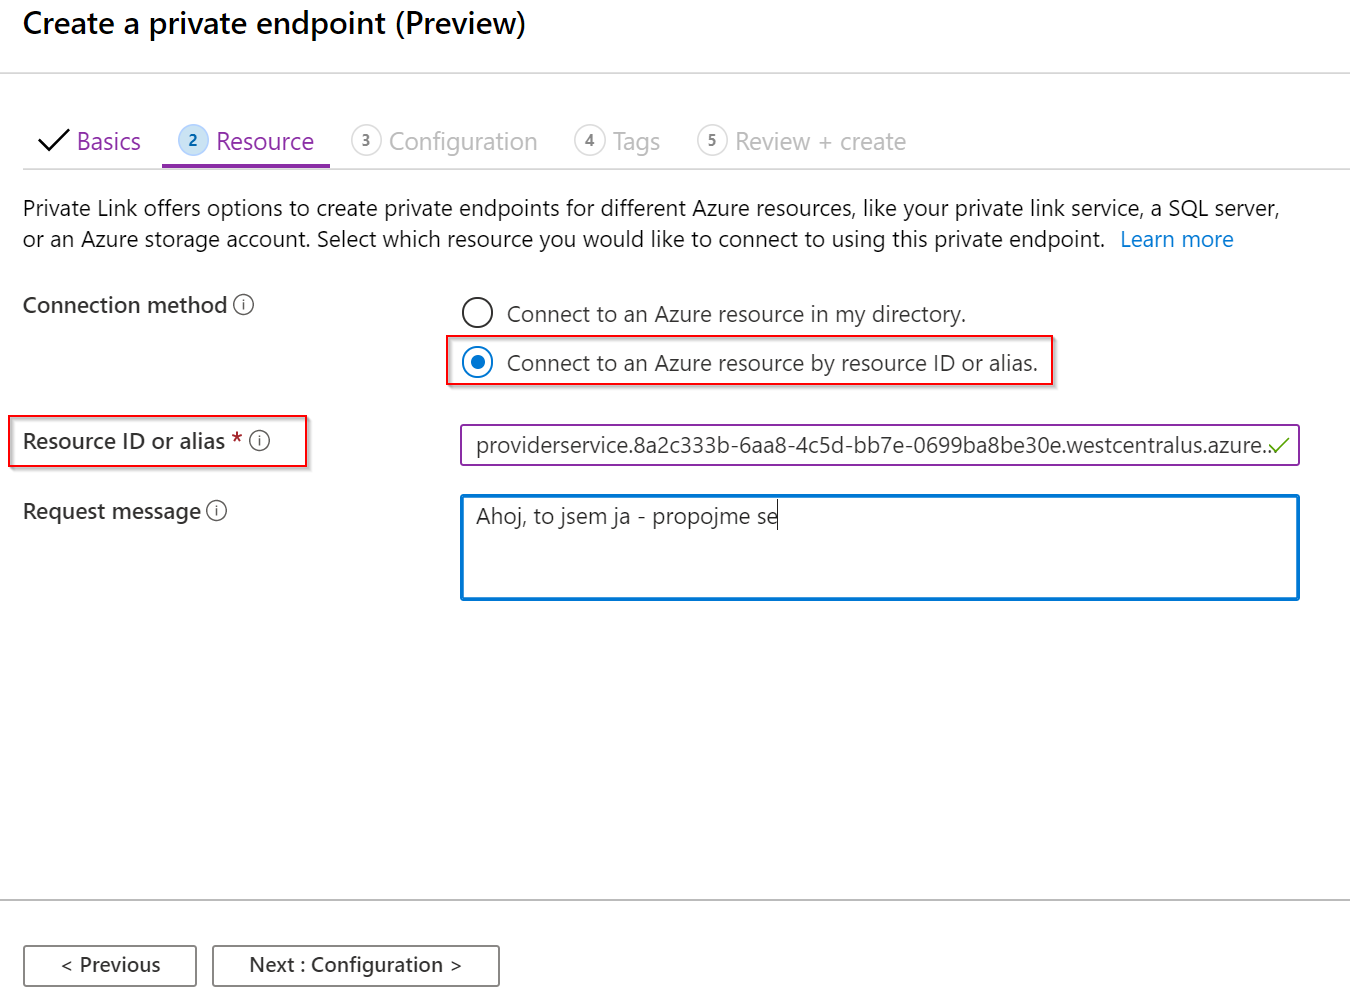 Create a private endpoint (Preview)
Basics 2 Resource 3 Configuration 4 Tags 5 Review + create
Private Link offers options to create private endpoints for different Azure resources, like your private link service, a SQL server,
or an Azure storage account. Select which resource you would like to connect to using this private endpoint. Learn more
Connection method
Connect to an Azure resource in my directory.
Connect to an Azure resource by resource ID or alias.
Resource ID or alias *
providerservice.8a2c333b-6aa8-4c5d-bb7e-0699ba8be30e.westcentralus.azure...
Request message
Ahoj, to jsem ja - propojme se
< Previous
Next : Configuration >